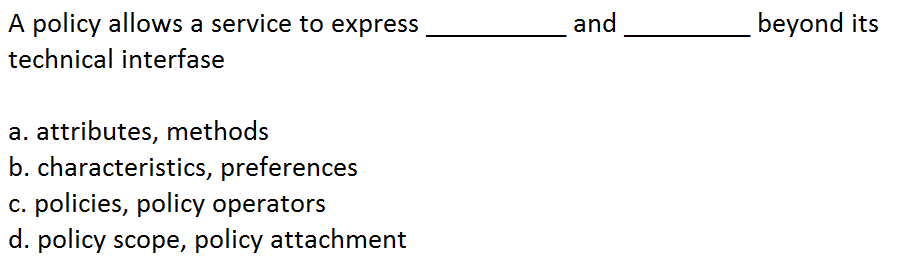 A policy allows a service to express __________ and _________ beyond its
technical interfase
a. attributes, methods
b. characteristics, preferences
c. policies, policy operators
d. policy scope, policy attachment